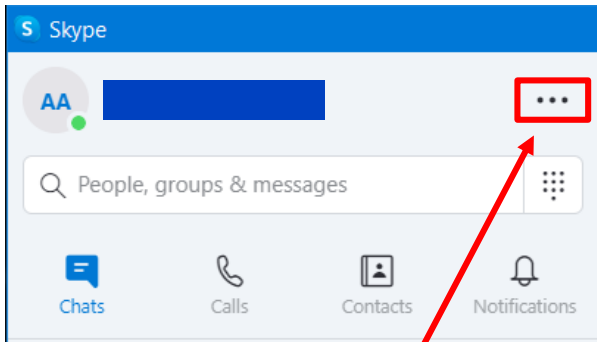 S Skype
AA
People, groups & messages
Chats Calls Contacts Notifications